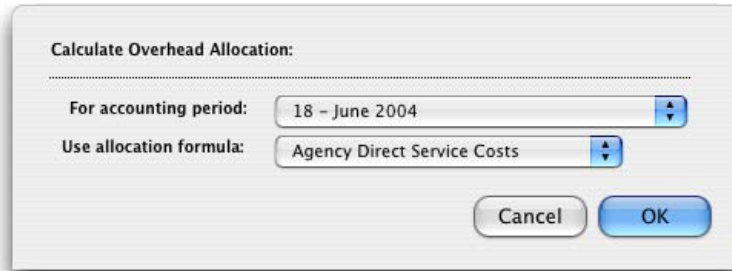 Calculate Overhead Allocation:
For accounting period: 18 – June 2004
Use allocation formula: Agency Direct Service Costs
Cancel OK